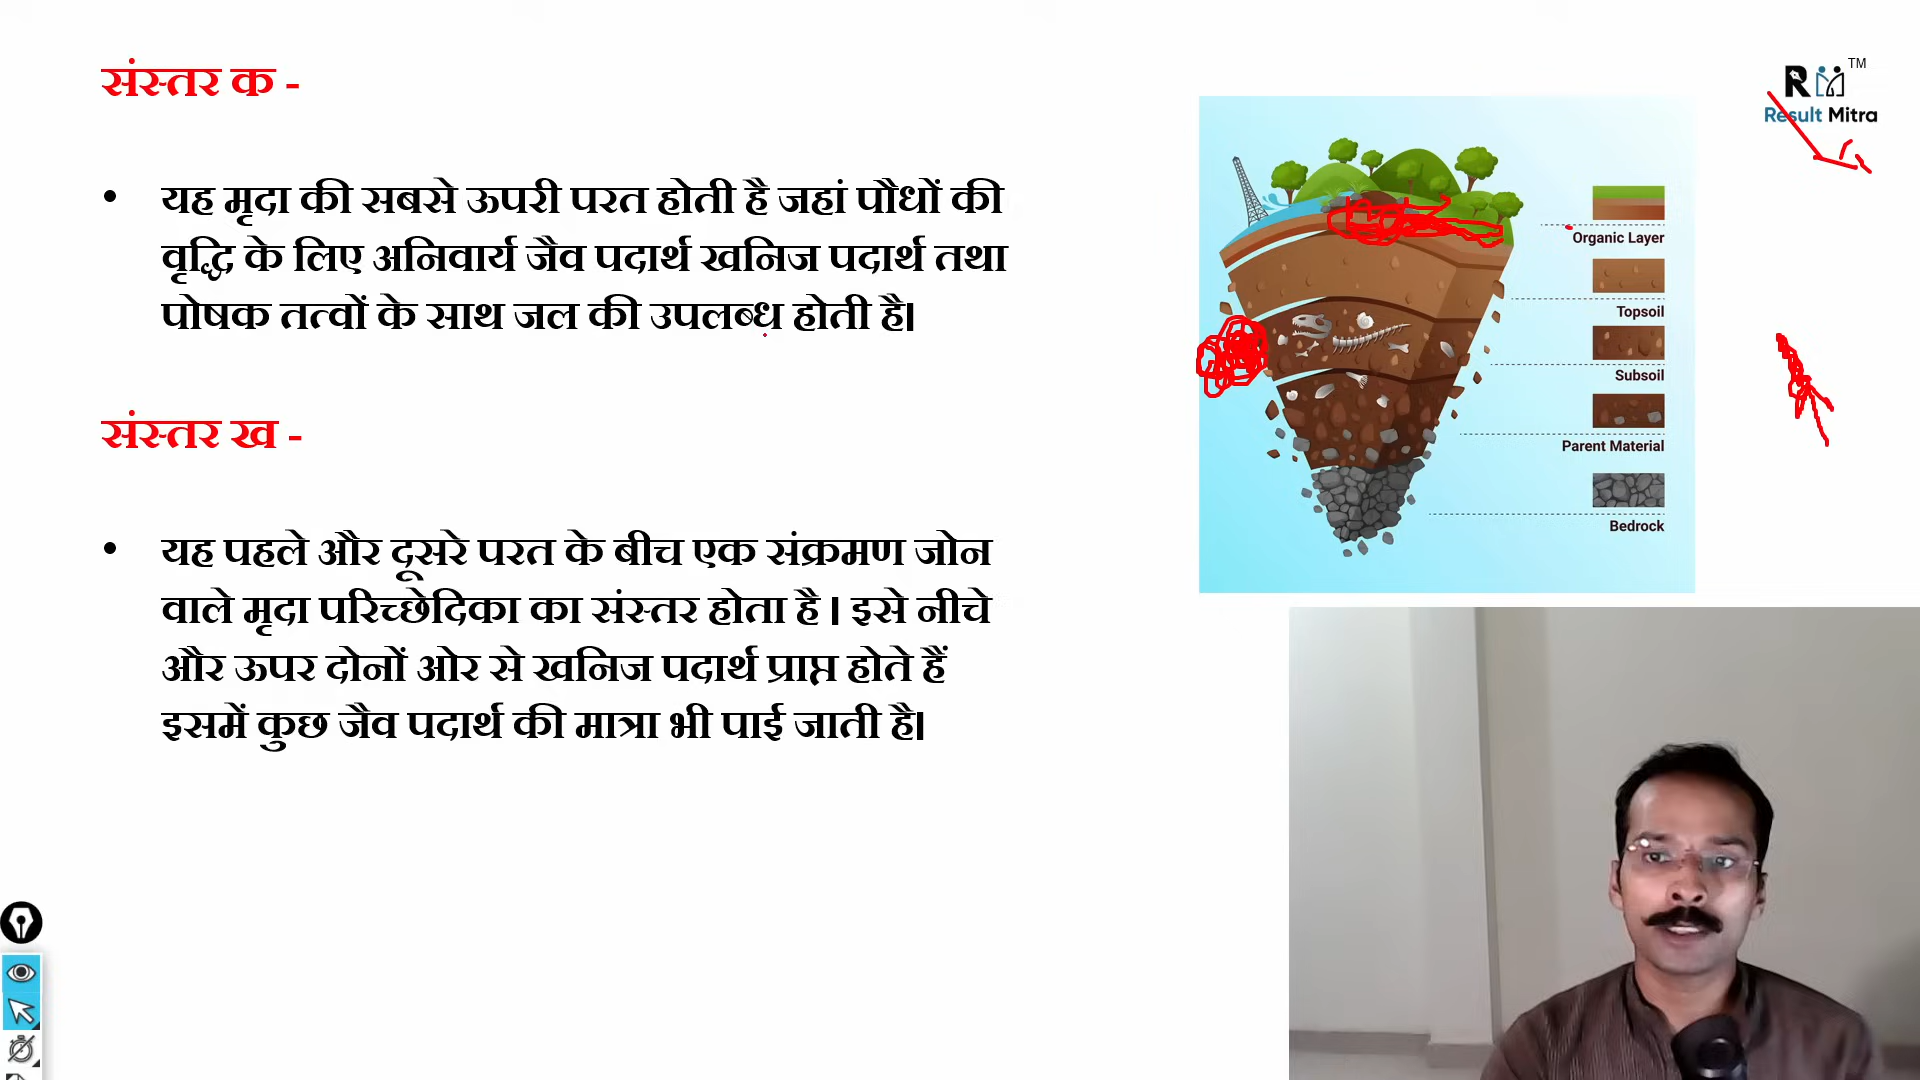 संस्तर क -
• यह मृदा की सबसे ऊपरी परत होती है जहां पौधों की
वृद्धि के लिए अनिवार्य जैव पदार्थ खनिज पदार्थ तथा
पोषक तत्वों के साथ जल की उपलब्ध होती है।
संस्तर ख -
• यह पहले और दूसरे परत के बीच एक संक्रमण जोन
वाले मृदा परिच्छेदिका का संस्तर होता है । इसे नीचे
और ऊपर दोनों ओर से खनिज पदार्थ प्राप्त होते हैं
इसमें कुछ जैव पदार्थ की मात्रा भी पाई जाती है।
Organic Layer
Topsoil
Subsoil
Parent Material
Bedrock
R TM
Result Mitra